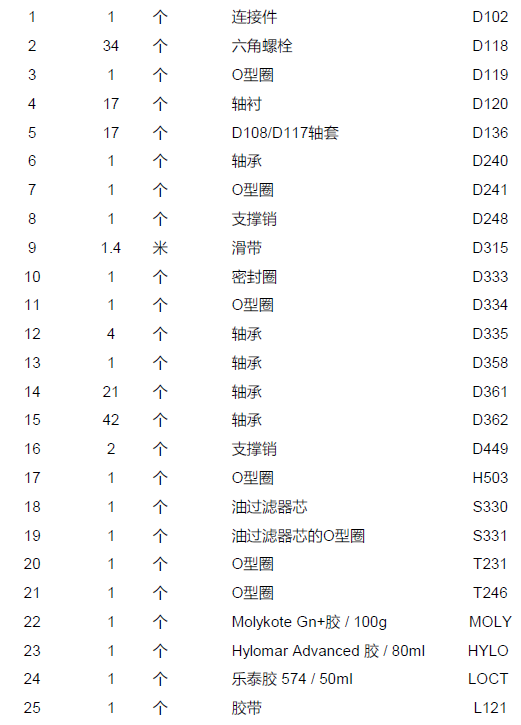 1 1 个 连接件 D102
2 34 个 六角螺栓 D118
3 1 个 O型圈 D119
4 17 个 轴衬 D120
5 17 个 D108/D117轴套 D136
6 1 个 轴承 D240
7 1 个 O型圈 D241
8 1 个 支撑销 D248
9 1.4 米 滑带 D315
10 1 个 密封圈 D333
11 1 个 O型圈 D334
12 4 个 轴承 D335
13 1 个 轴承 D358
14 21 个 轴承 D361
15 42 个 轴承 D362
16 2 个 支撑销 D449
17 1 个 O型圈 H503
18 1 个 油过滤器芯 S330
19 1 个 油过滤器芯的O型圈 S331
20 1 个 O型圈 T231
21 1 个 O型圈 T246
22 1 个 Molykote Gn+胶 / 100g MOLY
23 1 个 Hylomar Advanced 胶 / 80ml HYLO
24 1 个 乐泰胶 574 / 50ml LOCT
25 1 个 胶带 L121